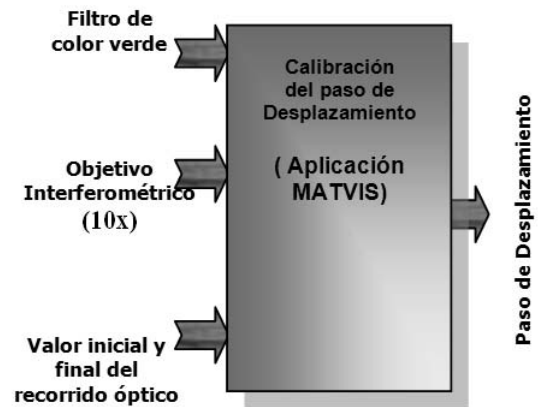 Filtro de
color verde
Objetivo
Interferométrico
(10x)
Valor inicial y
final del
recorrido óptico
Calibración
del paso de
Desplazamiento
( Aplicación
MATVIS)
Paso de Desplazamiento